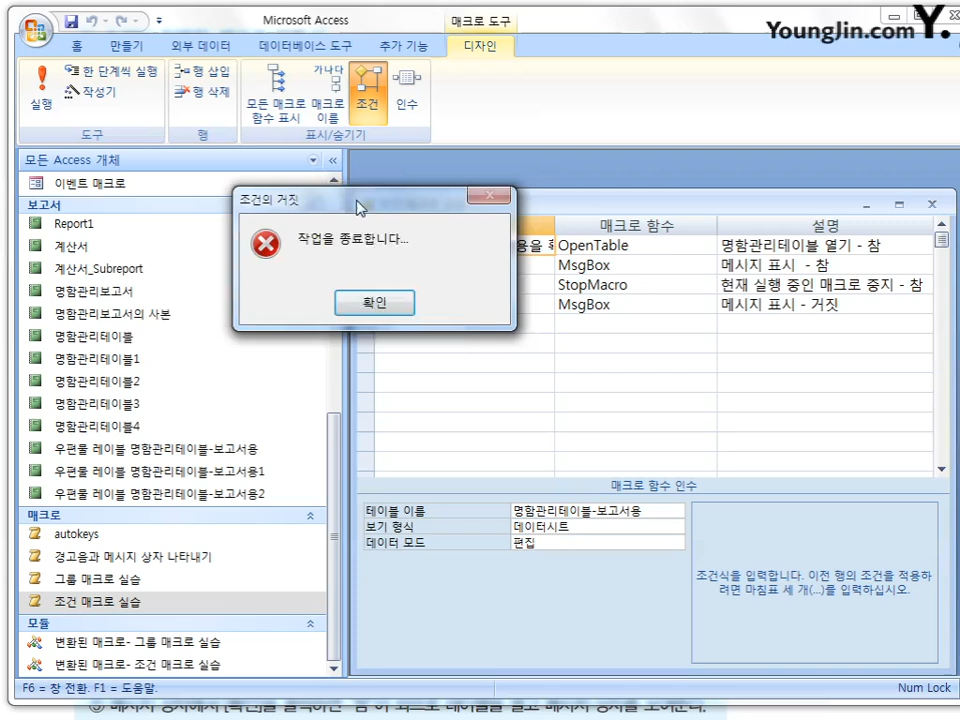 Microsoft Access
매크로 도구
YoungJin.com Y.
홈 만들기 외부 데이터 데이터베이스 도구 추가 기능 디자인
실행
한 단계씩 실행
작성기
도구
행 삽입
행 삭제
행
모든 매크로 함수 표시
가나다
매크로 이름
조건
인수
표시/숨기기
모든 Access 개체
이벤트 매크로
보고서
Report1
계산서
계산서_Subreport
명함관리보고서
명함관리보고서의 사본
명함관리테이블
명함관리테이블1
명함관리테이블2
명함관리테이블3
명함관리테이블4
우편물 레이블 명함관리테이블-보고서용
우편물 레이블 명함관리테이블-보고서용1
우편물 레이블 명함관리테이블-보고서용2
매크로
autokeys
경고음과 메시지 상자 나타내기
그룹 매크로 실습
조건 매크로 실습
모듈
변환된 매크로- 그룹 매크로 실습
변환된 매크로- 조건 매크로 실습
조건의 거짓
작업을 종료합니다...
확인
매크로 함수 설명
OpenTable 명함관리테이블 열기 - 참
MsgBox 메시지 표시 - 참
StopMacro 현재 실행 중인 매크로 중지 - 참
MsgBox 메시지 표시 - 거짓
매크로 함수 인수
테이블 이름 명함관리테이블-보고서용
보기 형식 데이터시트
데이터 모드 편집
조건식을 입력합니다. 이전 행의 조건을 적용하
려면 마침표 세 개(...)를 입력하십시오.
F6 = 창 전환. F1 = 도움말.
Num Lock